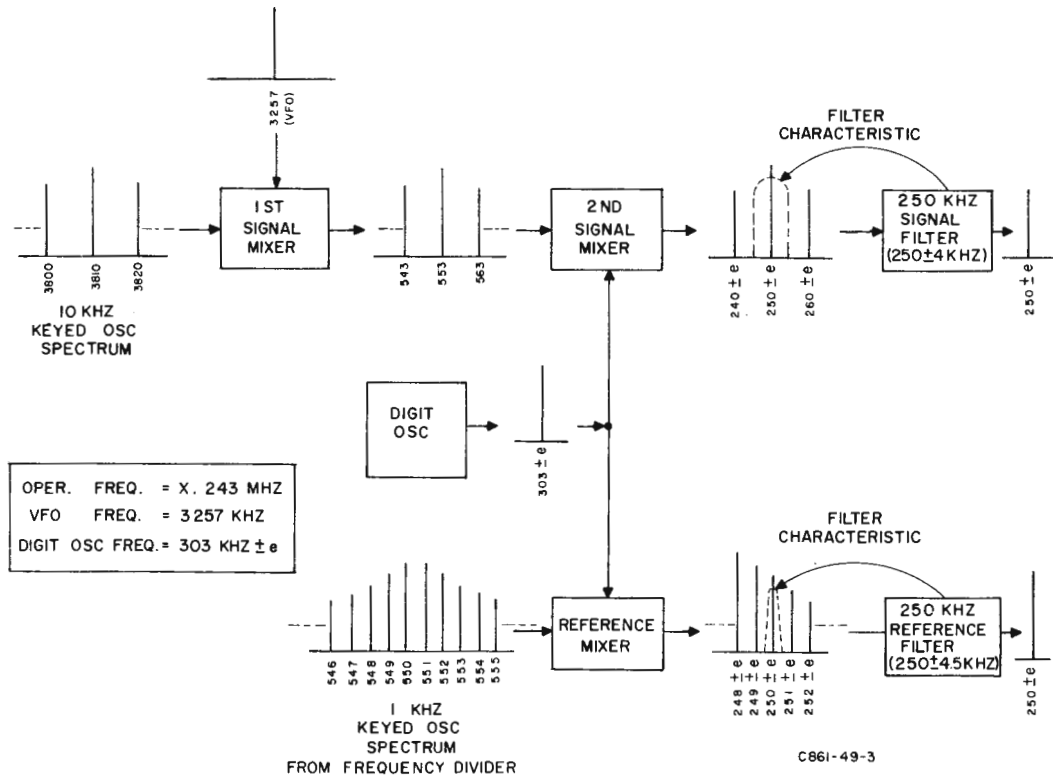 3257
(VFO)
FILTER
CHARACTERISTIC
1ST
SIGNAL
MIXER
2ND
SIGNAL
MIXER
250 KHZ
SIGNAL
FILTER
(250±4KHZ)
3800
3810
3820
543
553
563
240 ± e
250 ± e
260 ± e
250 ± e
10 KHZ
KEYED OSC
SPECTRUM
DIGIT
OSC
303 ± e
OPER. FREQ. = X. 243 MHZ
VFO FREQ. = 3257 KHZ
DIGIT OSC FREQ. = 303 KHZ ± e
FILTER
CHARACTERISTIC
REFERENCE
MIXER
250 KHZ
REFERENCE
FILTER
(250±4.5KHZ)
546
547
548
549
550
551
552
553
554
555
248 ± e
249 ± e
250 ± e
251 ± e
252 ± e
250 ± e
1 KHZ
KEYED OSC
SPECTRUM
FROM FREQUENCY DIVIDER
C861-49-3